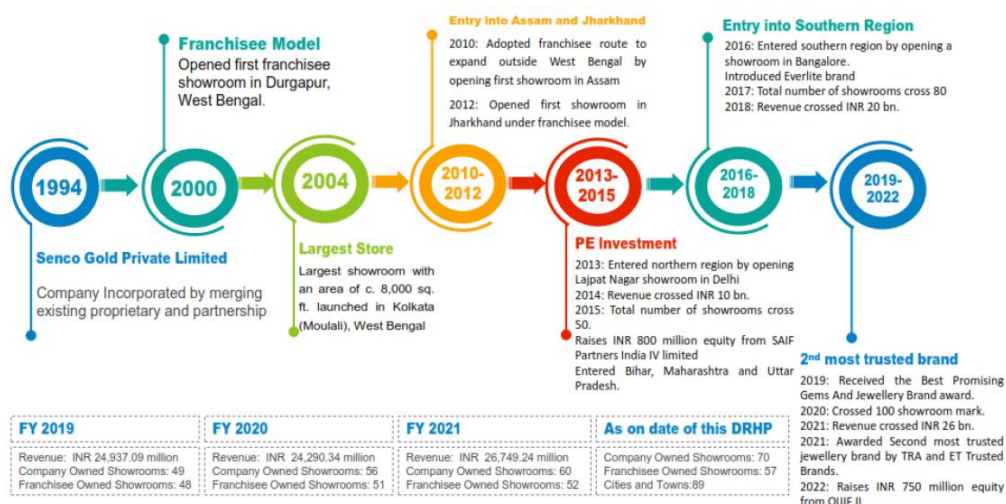 Franchisee Model
Opened first franchisee
showroom in Durgapur,
West Bengal.
Entry into Assam and Jharkhand
2010: Adopted franchisee route to
expand outside West Bengal by
opening first showroom in Assam
2012: Opened first showroom in
Jharkhand under franchisee model.
Entry into Southern Region
2016: Entered southern region by opening a
showroom in Bangalore.
Introduced Everlite brand
2017: Total number of showrooms cross 80
2018: Revenue crossed INR 20 bn.
1994
2000
2004
2010-
2012
2013-
2015
2016-
2018
2019-
2022
Senco Gold Private Limited
Company Incorporated by merging
existing proprietary and partnership
Largest Store
Largest showroom with
an area of c. 8,000 sq.
ft. launched in Kolkata
(Moulali), West Bengal
PE Investment
2013: Entered northern region by opening
Lajpat Nagar showroom in Delhi
2014: Revenue crossed INR 10 bn.
2015: Total number of showrooms cross
50.
Raises INR 800 million equity from SAIF
Partners India IV limited
Entered Bihar, Maharashtra and Uttar
Pradesh.
2nd most trusted brand
2019: Received the Best Promising
Gems And Jewellery Brand award.
2020: Crossed 100 showroom mark.
2021: Revenue crossed INR 26 bn.
2021: Awarded Second most trusted
jewellery brand by TRA and ET Trusted
Brands.
2022: Raises INR 750 million equity
from OIJIF II
FY 2019
Revenue: INR 24,937.09 million
Company Owned Showrooms: 49
Franchisee Owned Showrooms: 48
FY 2020
Revenue: INR 24,290.34 million
Company Owned Showrooms: 56
Franchisee Owned Showrooms: 51
FY 2021
Revenue: INR 26,749.24 million
Company Owned Showrooms: 60
Franchisee Owned Showrooms: 52
As on date of this DRHP
Company Owned Showrooms: 70
Franchisee Owned Showrooms: 57
Cities and Towns:89